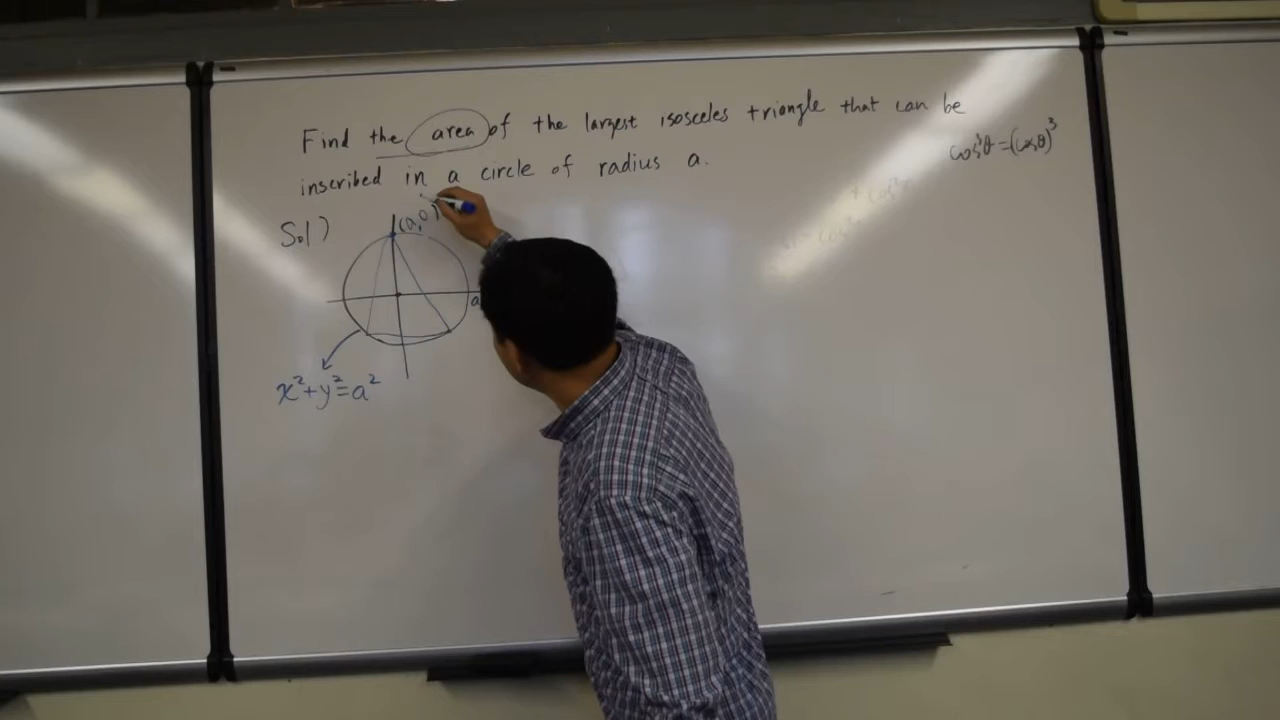 Find the area of the largest isosceles triangle that can be
inscribed in a circle of radius a.
cos³θ=(cosθ)³
Sol)
(a,0)
a
x²+y²=a²